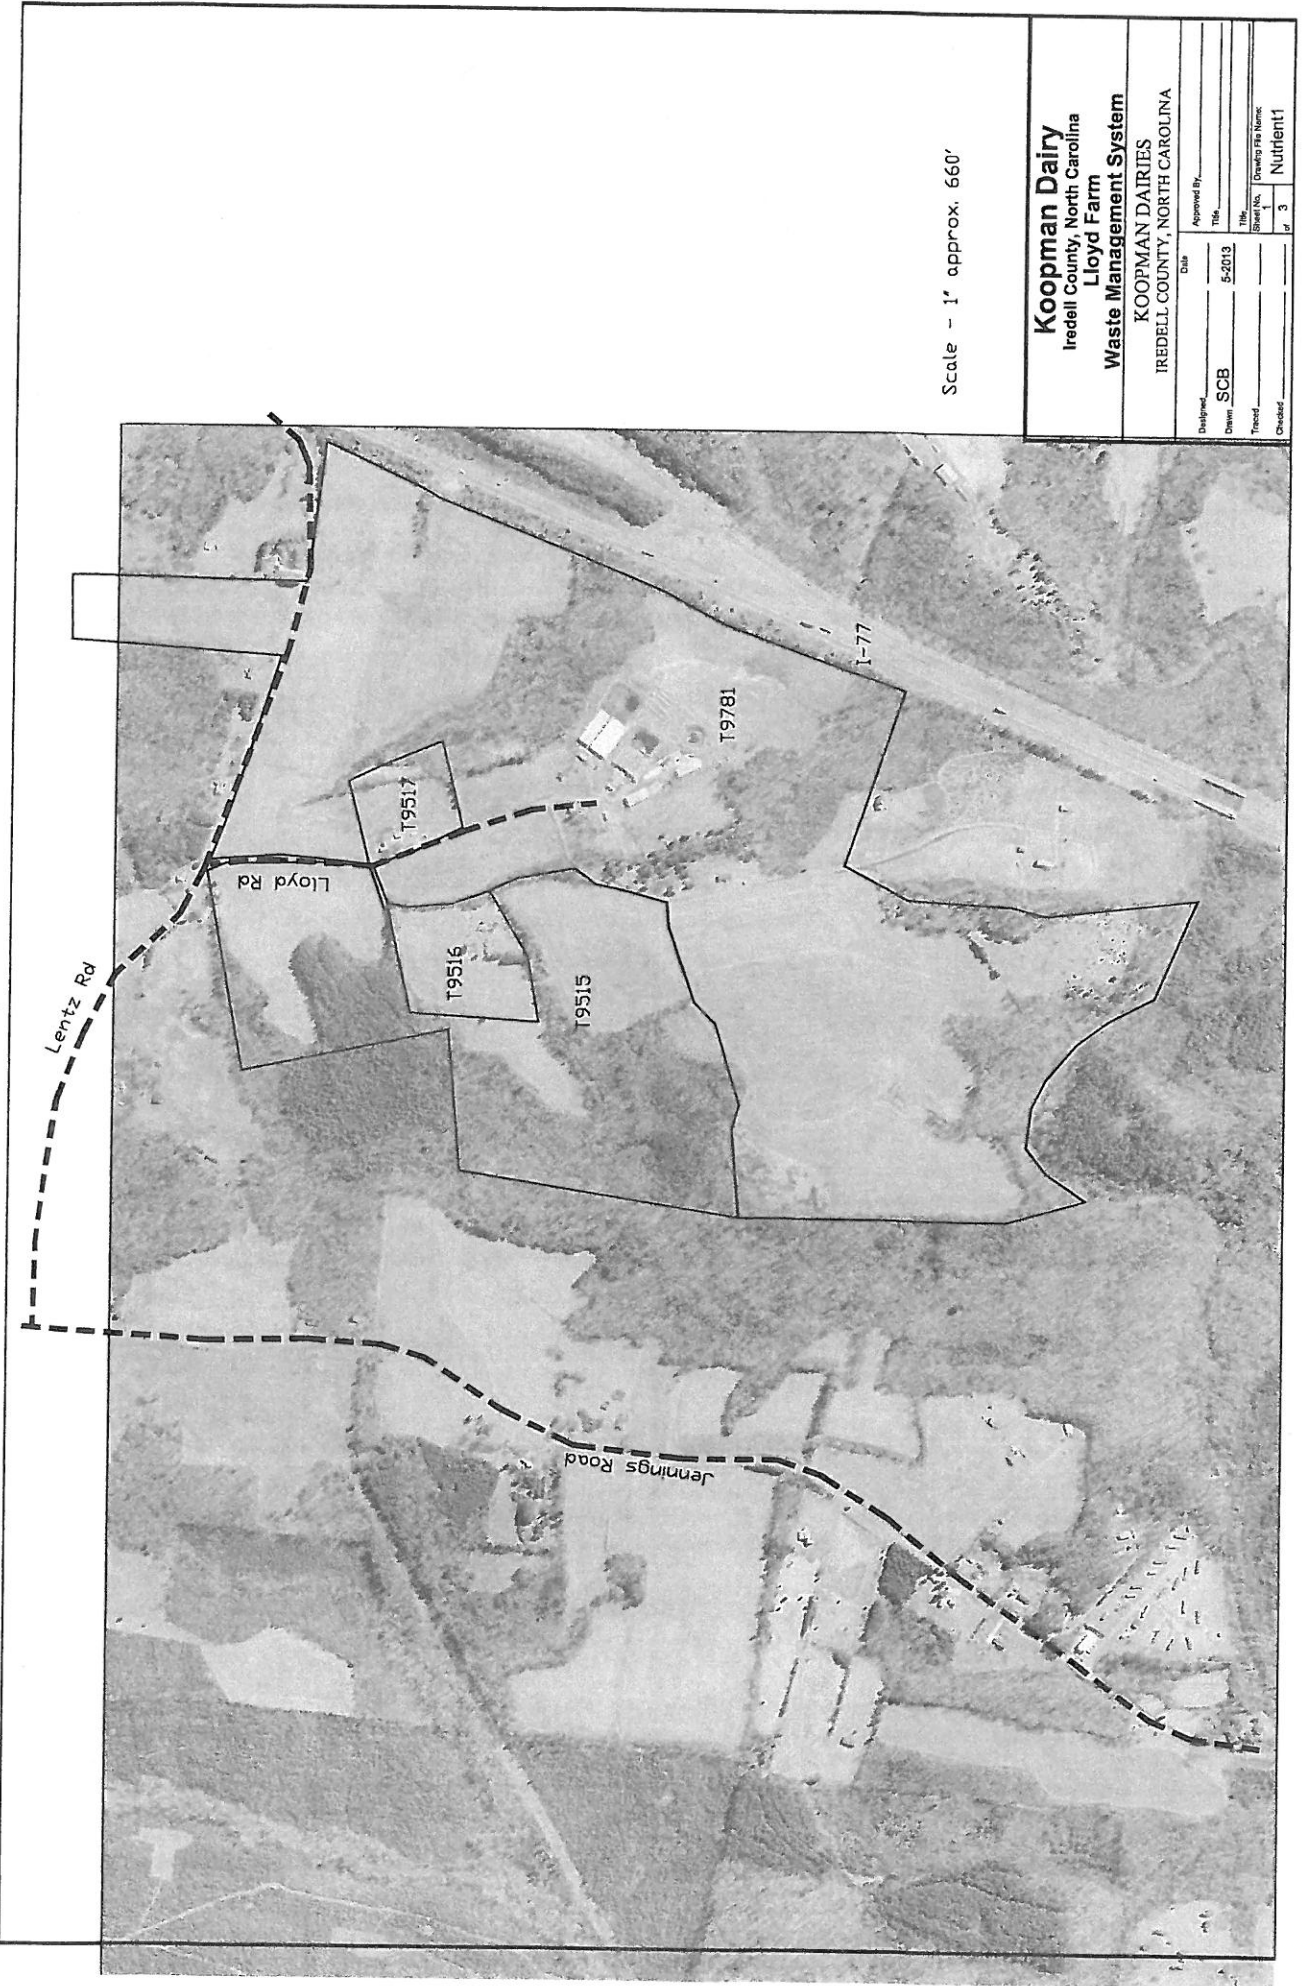 Lentz Rd
Lloyd Rd
T9517
T9516
T9515
T9781
I-77
Jennings Road
Scale - 1" approx. 660'
Koopman Dairy
Iredell County, North Carolina
Lloyd Farm
Waste Management System
KOOPMAN DAIRIES
IREDELL COUNTY, NORTH CAROLINA
Date
Designed
Drawn SCB 5-2013
Traced
Checked
Approved By
Title
Title
Sheet No. 1
of 3
Drawing File Name:
Nutrient1